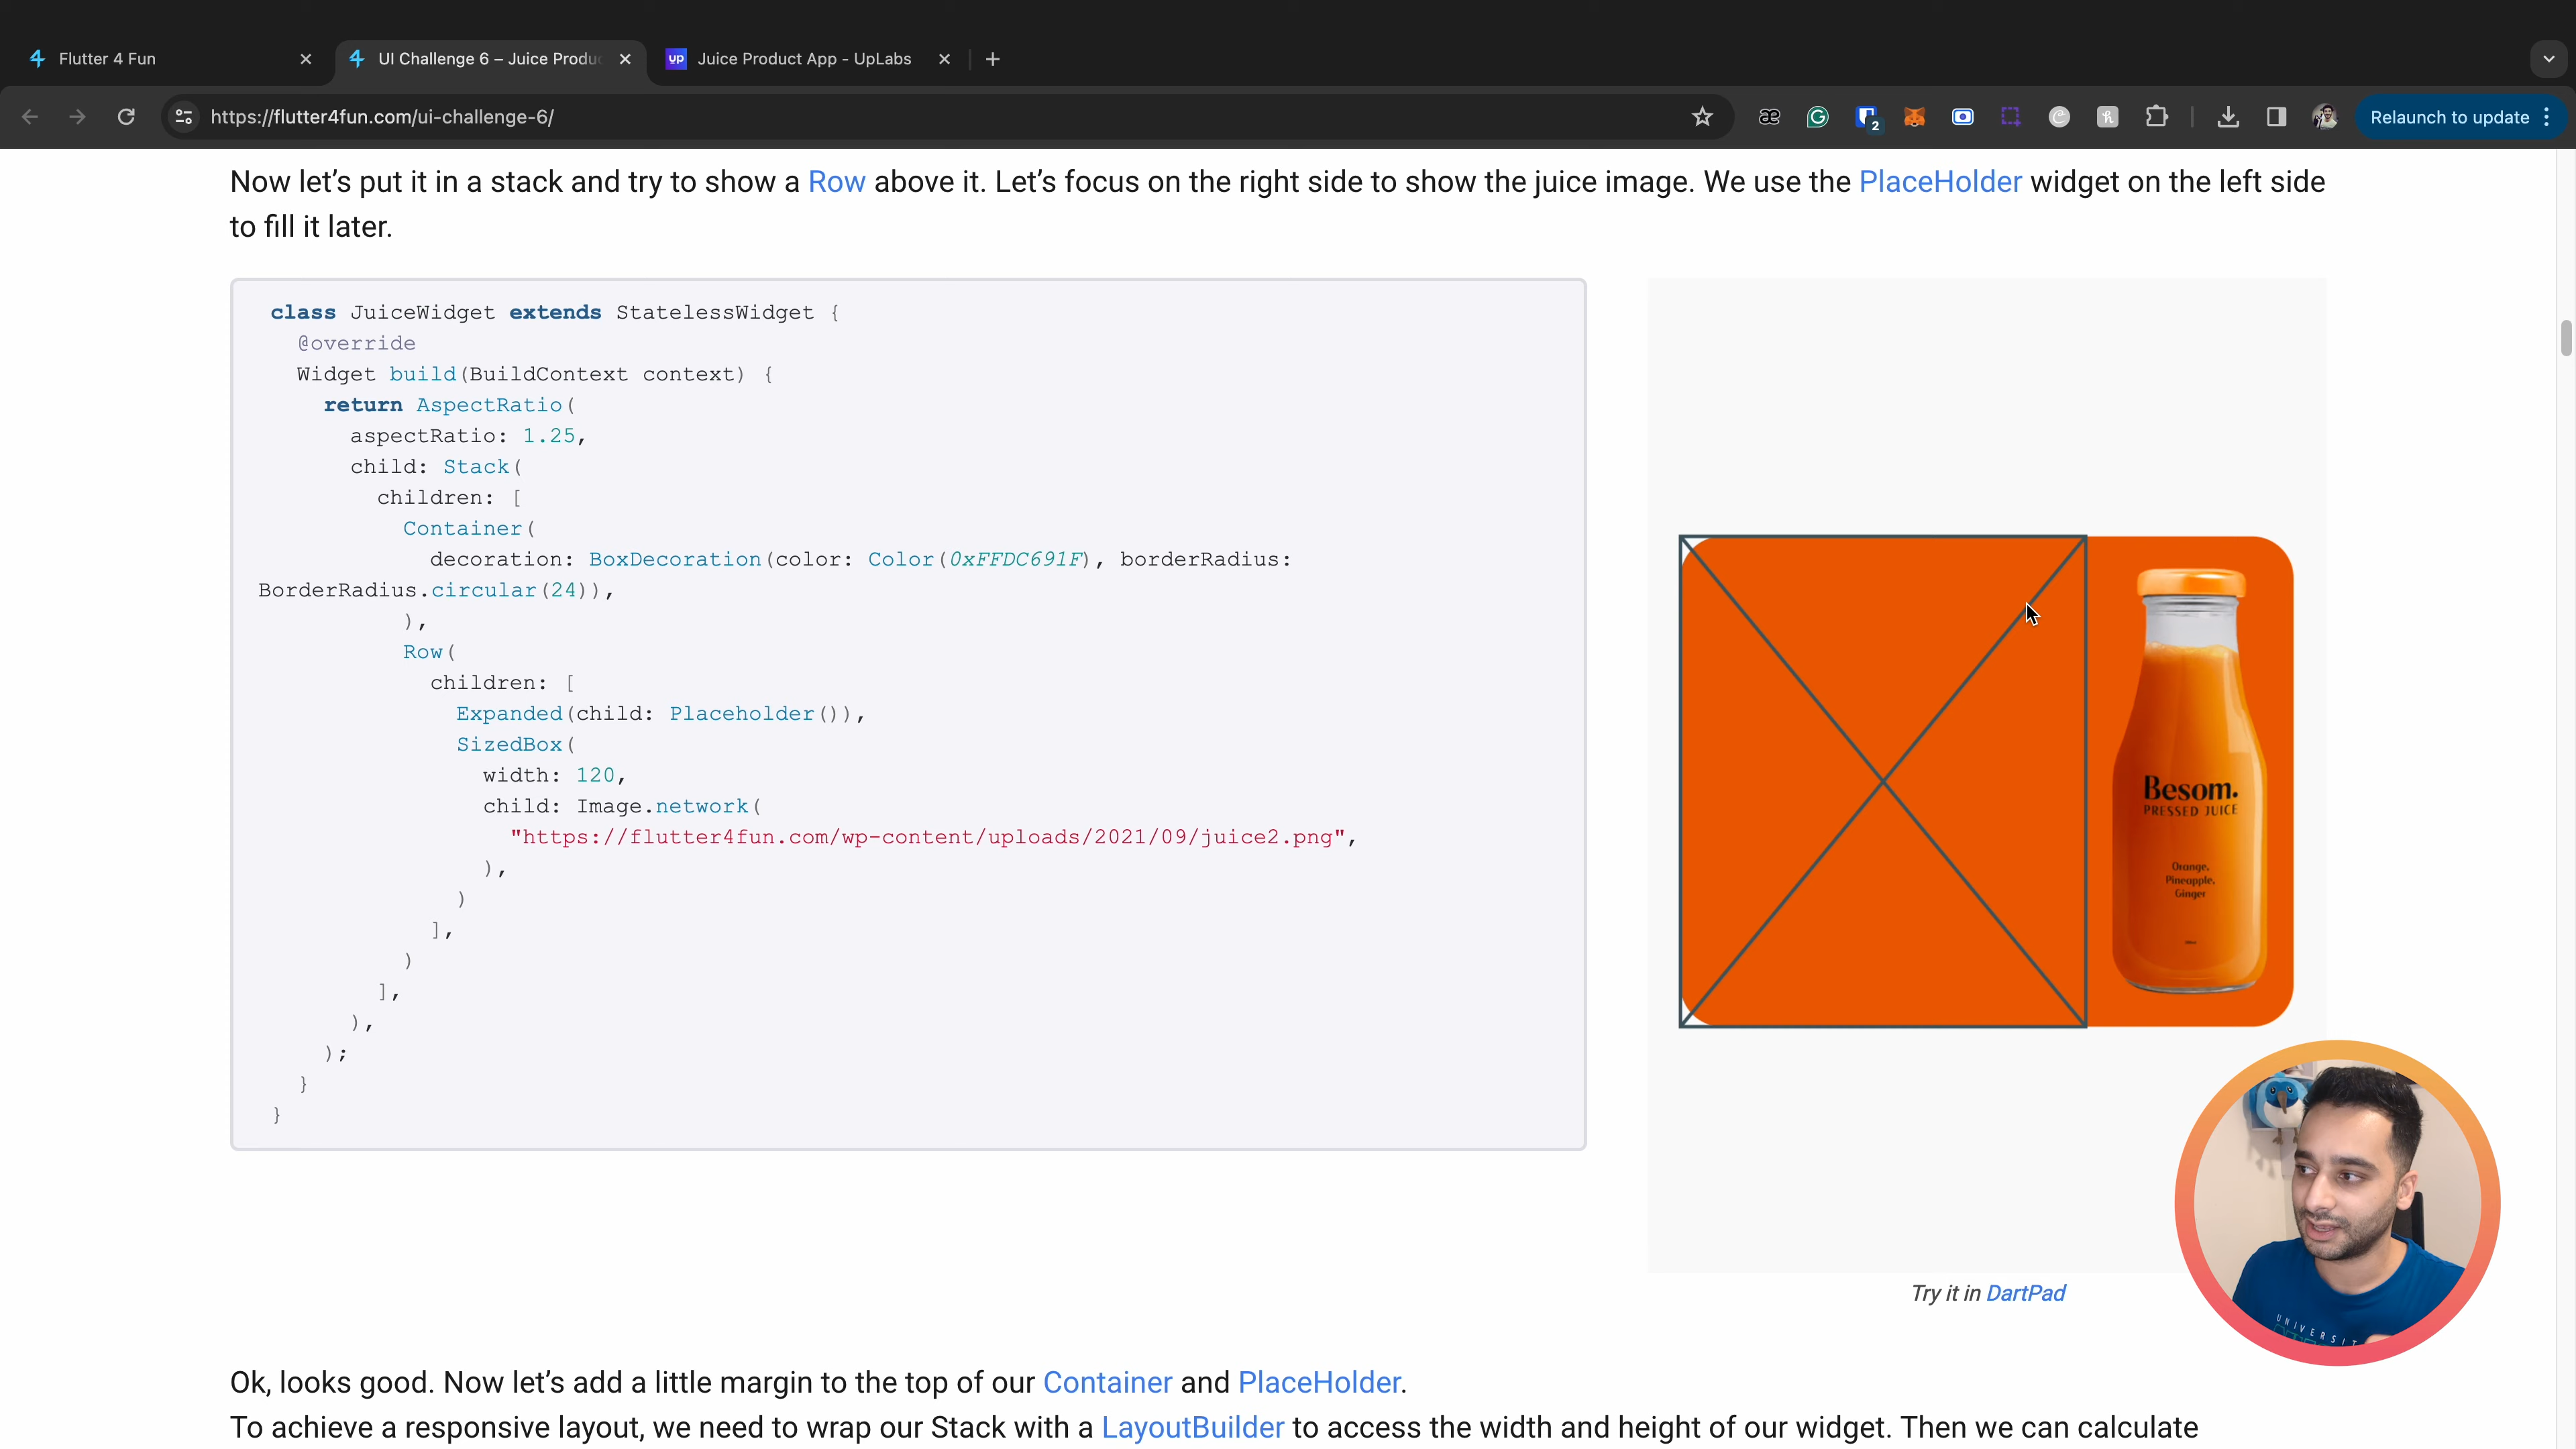 Flutter 4 Fun
UI Challenge 6 – Juice Produ
UP Juice Product App - UpLabs
https://flutter4fun.com/ui-challenge-6/
2
Relaunch to update
Now let’s put it in a stack and try to show a Row above it. Let’s focus on the right side to show the juice image. We use the PlaceHolder widget on the left side
to fill it later.
class JuiceWidget extends StatelessWidget {
@override
Widget build(BuildContext context) {
return AspectRatio(
aspectRatio: 1.25,
child: Stack(
children: [
Container(
decoration: BoxDecoration(color: Color(0xFFDC691F), borderRadius:
BorderRadius.circular(24)),
),
Row(
children: [
Expanded(child: Placeholder()),
SizedBox(
width: 120,
child: Image.network(
"https://flutter4fun.com/wp-content/uploads/2021/09/juice2.png",
),
)
],
)
],
),
);
}
}
Besom.
PRESSED JUICE
Orange,
Pineapple,
Ginger
Try it in DartPad
UNIVERSIT
Ok, looks good. Now let’s add a little margin to the top of our Container and PlaceHolder.
To achieve a responsive layout, we need to wrap our Stack with a LayoutBuilder to access the width and height of our widget. Then we can calculate